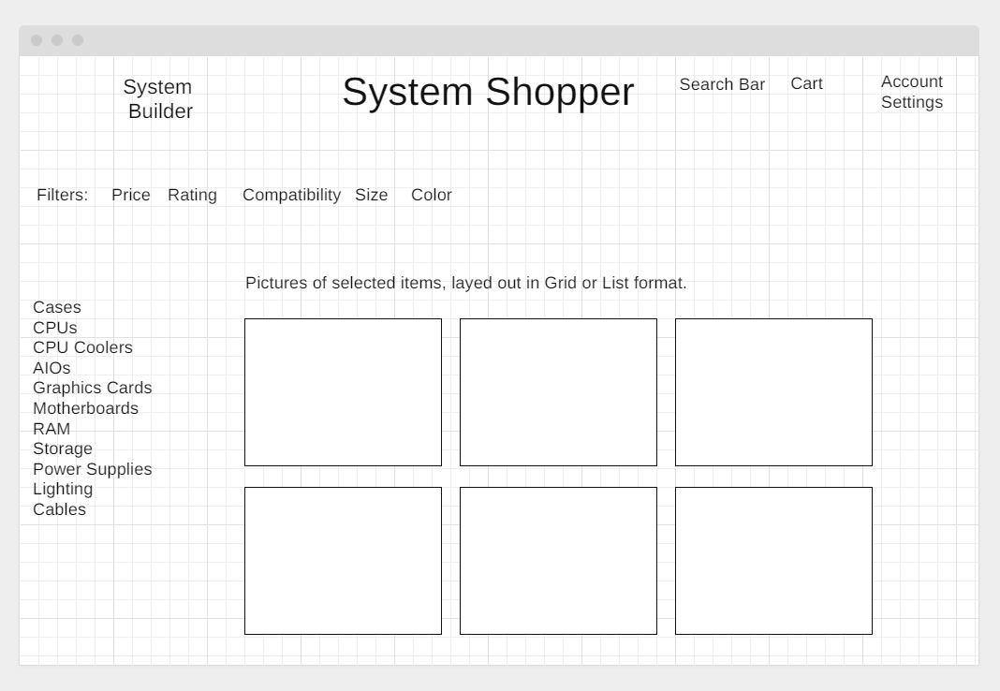 System
Builder
System Shopper
Search Bar
Cart
Account
Settings
Filters: Price Rating Compatibility Size Color
Pictures of selected items, layed out in Grid or List format.
Cases
CPUs
CPU Coolers
AIOs
Graphics Cards
Motherboards
RAM
Storage
Power Supplies
Lighting
Cables